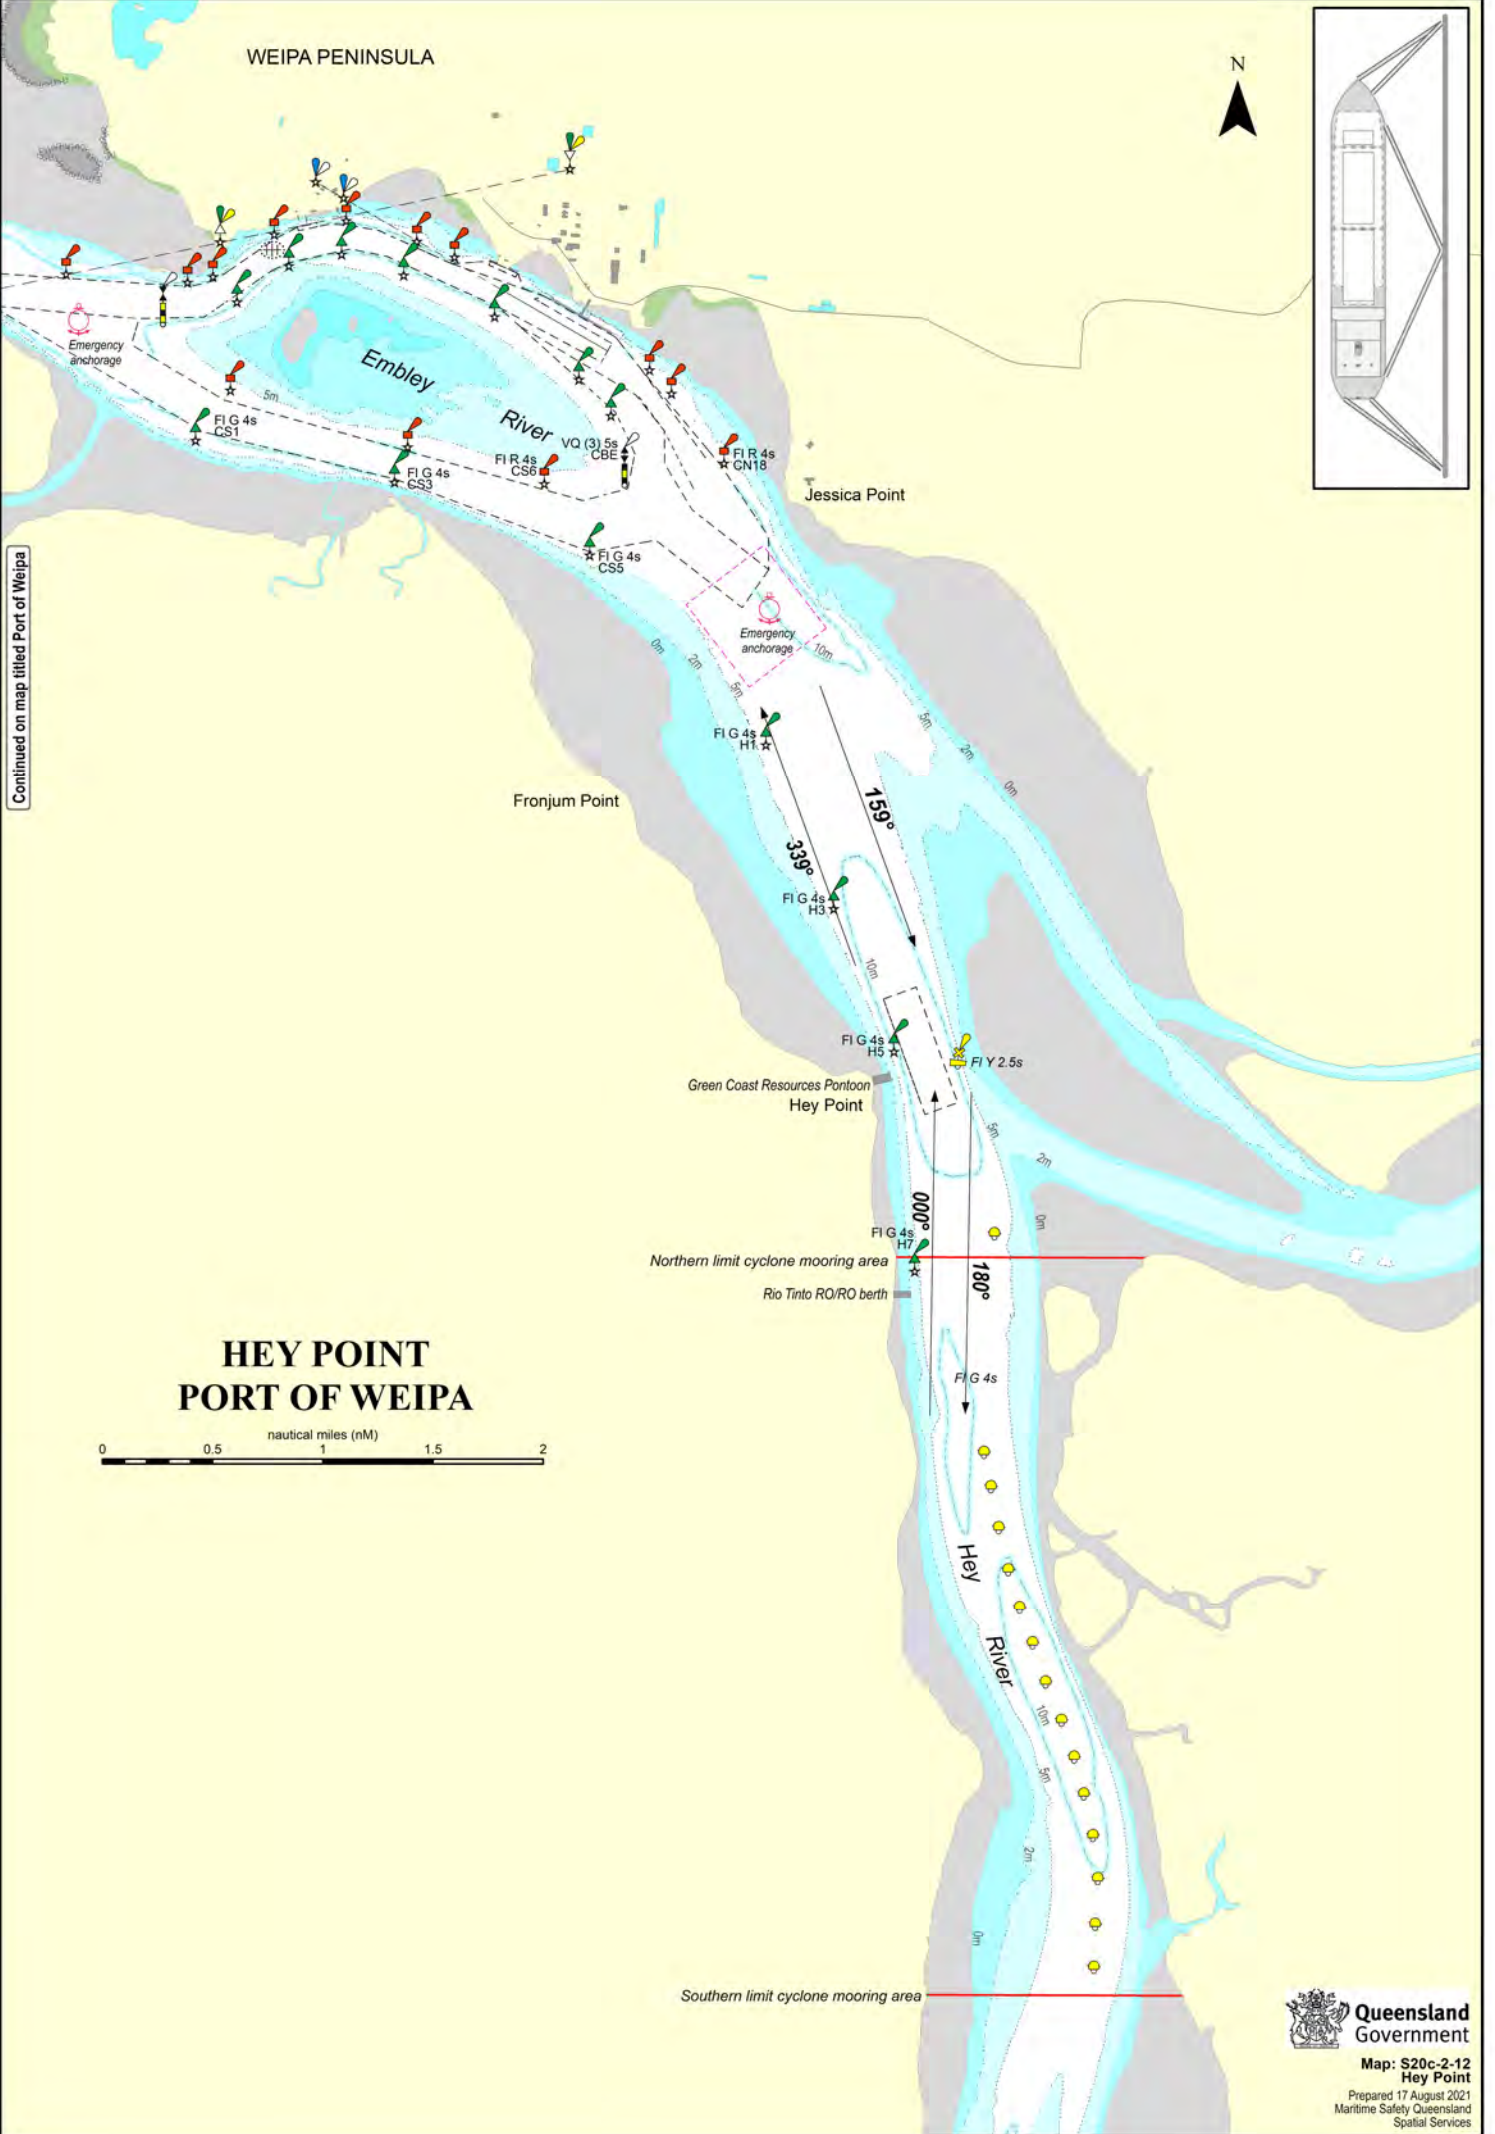 WEIPA PENINSULA
N
Emergency
anchorage
Embley
River
5m
Fl G 4s
CS1
Fl G 4s
CS3
Fl R 4s
CS6
VQ (3) 5s
CBE
Fl R 4s
CN18
Jessica Point
Fl G 4s
CS5
Continued on map titled Port of Weipa
Emergency
anchorage
10m
0m
2m
5m
5m
2m
0m
Fl G 4s
H1
Fronjum Point
159°
339°
Fl G 4s
H3
10m
Fl G 4s
H5
Fl Y 2.5s
Green Coast Resources Pontoon
Hey Point
5m
2m
0m
000°
Fl G 4s
H7
Northern limit cyclone mooring area
180°
Rio Tinto RO/RO berth
HEY POINT
PORT OF WEIPA
nautical miles (nM)
0 0.5 1 1.5 2
Fl G 4s
Hey
River
10m
5m
2m
0m
Southern limit cyclone mooring area
Queensland
Government
Map: S20c-2-12
Hey Point
Prepared 17 August 2021
Maritime Safety Queensland
Spatial Services